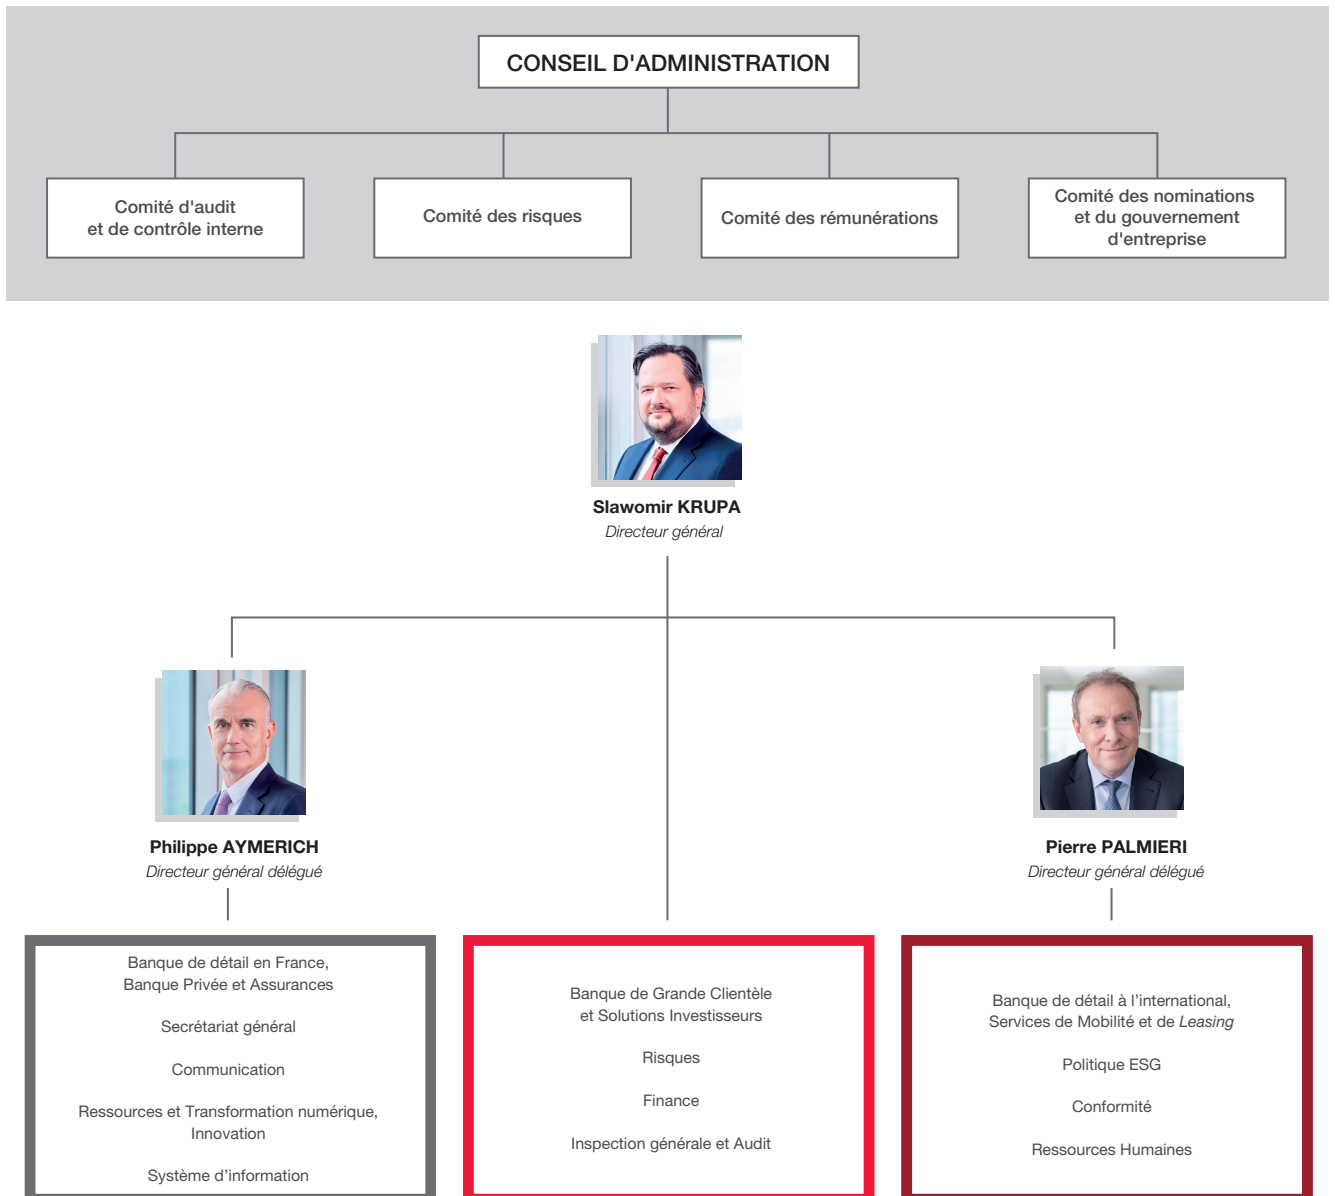 CONSEIL D'ADMINISTRATION
Comité d'audit
et de contrôle interne
Comité des risques
Comité des rémunérations
Comité des nominations
et du gouvernement
d'entreprise
Slawomir KRUPA
Directeur général
Philippe AYMERICH
Directeur général délégué
Pierre PALMIERI
Directeur général délégué
Banque de détail en France,
Banque Privée et Assurances
Secrétariat général
Communication
Ressources et Transformation numérique,
Innovation
Système d’information
Banque de Grande Clientèle
et Solutions Investisseurs
Risques
Finance
Inspection générale et Audit
Banque de détail à l’international,
Services de Mobilité et de Leasing
Politique ESG
Conformité
Ressources Humaines